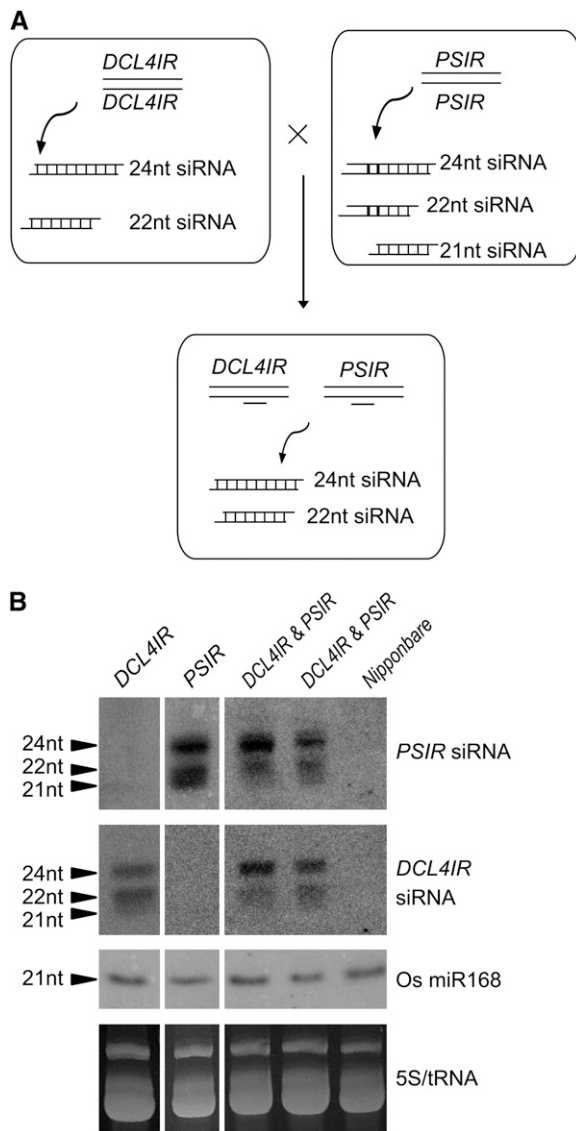 A
DCL4IR
DCL4IR
24nt siRNA
22nt siRNA
×
PSIR
PSIR
24nt siRNA
22nt siRNA
21nt siRNA
DCL4IR
PSIR
24nt siRNA
22nt siRNA
B
DCL4IR
PSIR
DCL4IR & PSIR
DCL4IR & PSIR
Nipponbare
24nt
22nt
21nt
PSIR siRNA
24nt
22nt
21nt
DCL4IR
siRNA
21nt
Os miR168
5S/tRNA